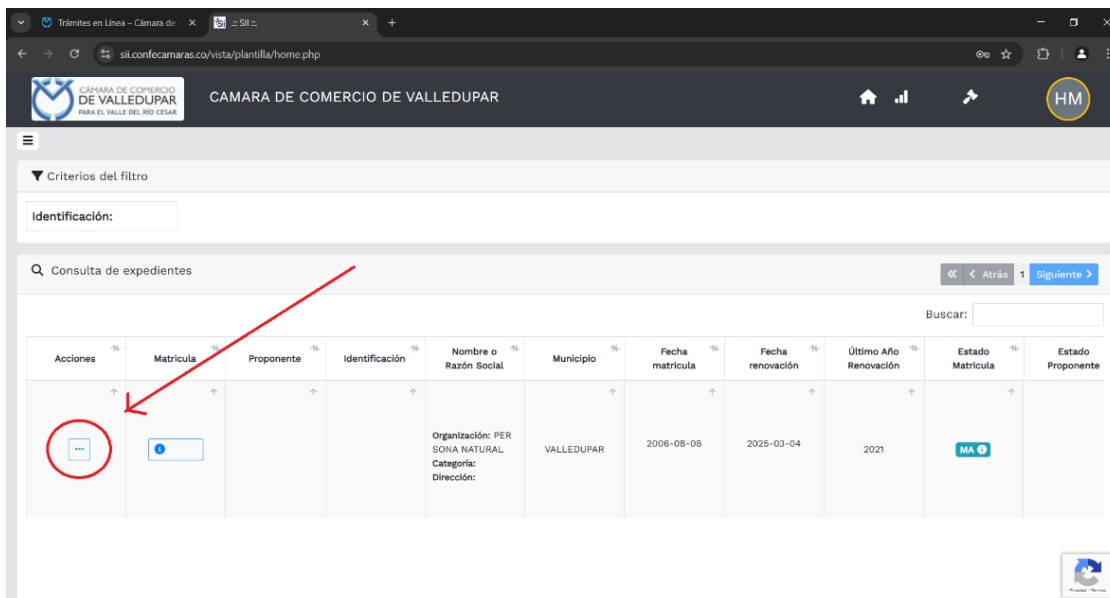 Trámites en Línea – Cámara de
.:: SII ::.
sii.confecamaras.co/vista/plantilla/home.php
CÁMARA DE COMERCIO
DE VALLEDUPAR
PARA EL VALLE DEL RÍO CESAR
CAMARA DE COMERCIO DE VALLEDUPAR
HM
Criterios del filtro
Identificación:
Consulta de expedientes
Atrás 1 Siguiente
Buscar:
Acciones Matricula Proponente Identificación Nombre o Razón Social Municipio Fecha matricula Fecha renovación Último Año Renovación Estado Matricula Estado Proponente
Organización: PER
SONA NATURAL
Categoría:
Dirección:
VALLEDUPAR 2006-08-08 2025-03-04 2021 MA
Privacidad - Términos